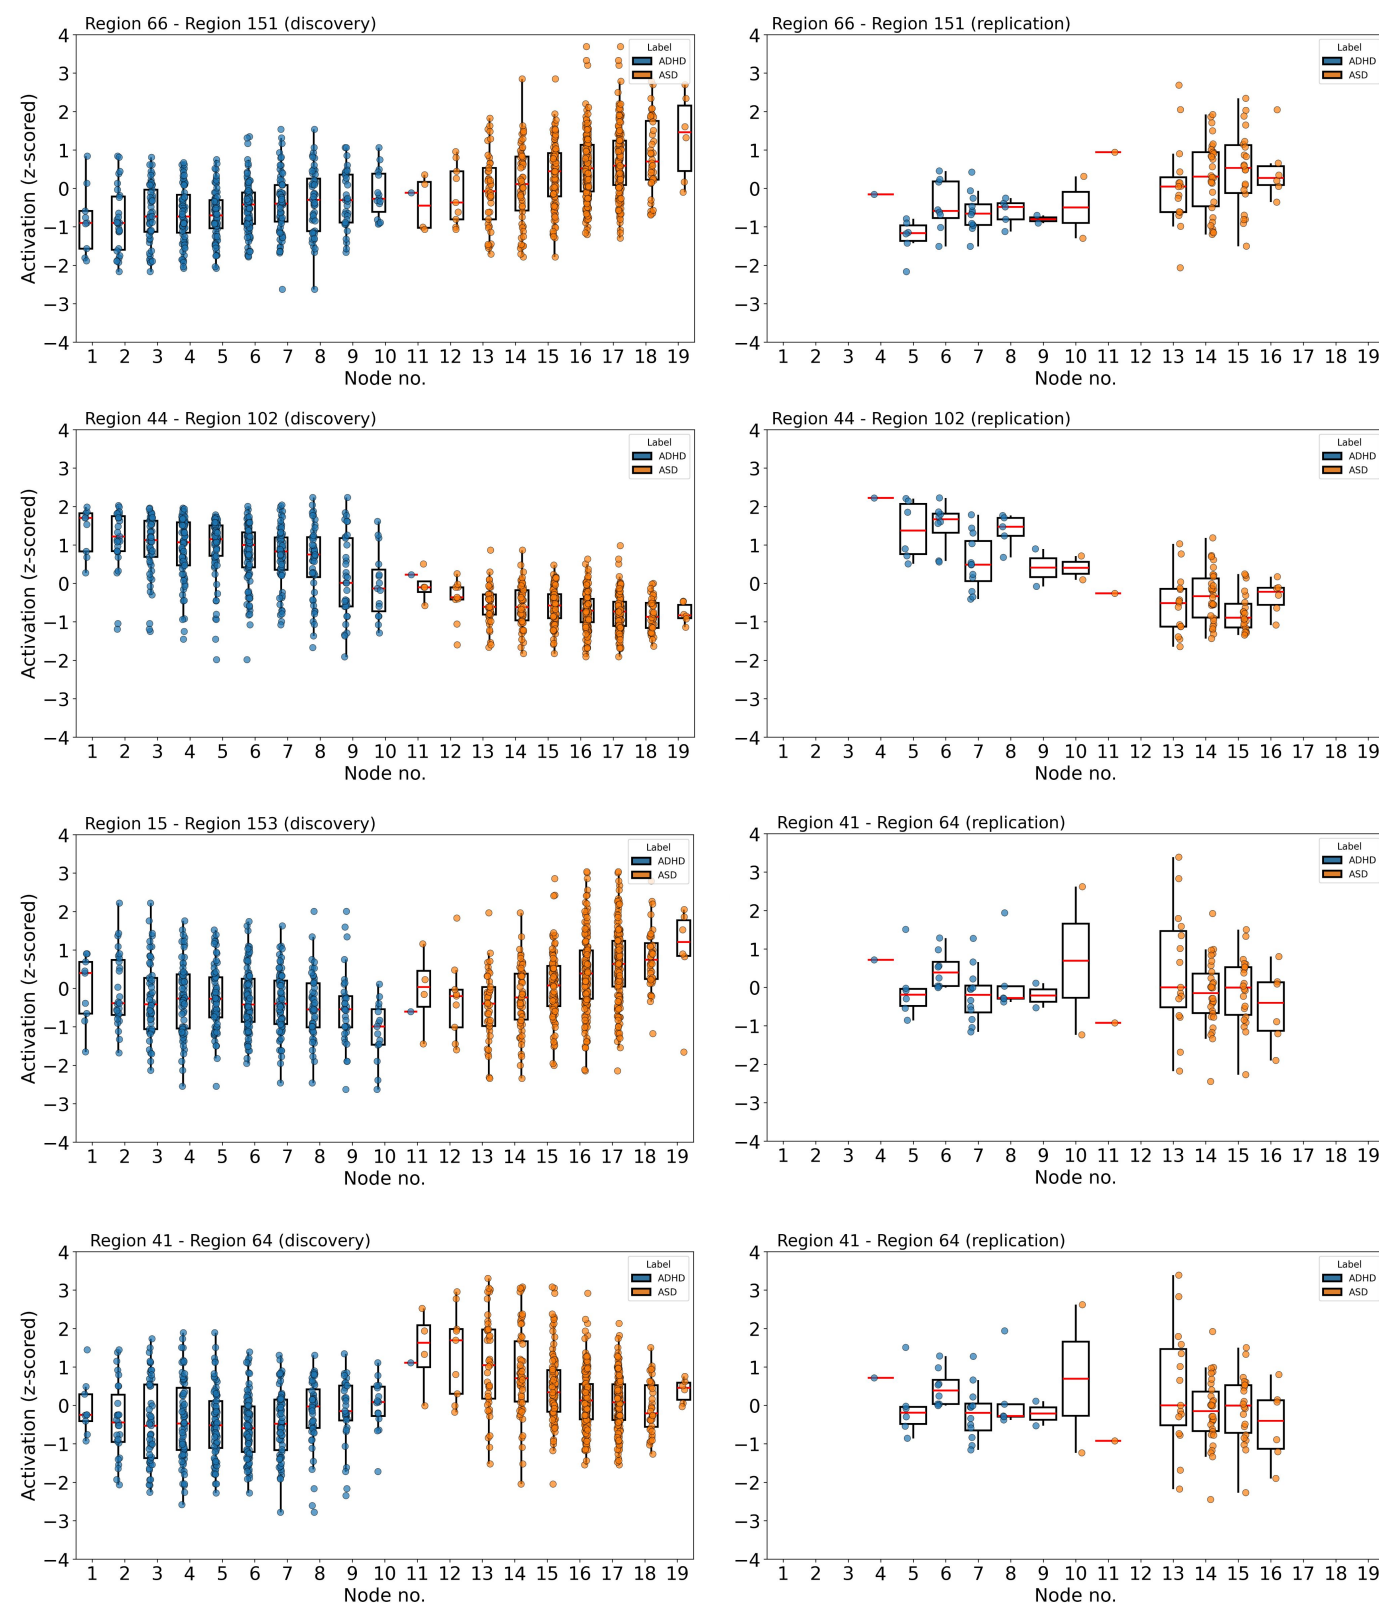 Region 66 - Region 151 (discovery)
Activation (z-scored)
4
3
2
1
0
−1
−2
−3
−4
Label
ADHD
ASD
1 2 3 4 5 6 7 8 9 10 11 12 13 14 15 16 17 18 19
Node no.
Region 66 - Region 151 (replication)
4
3
2
1
0
−1
−2
−3
−4
Label
ADHD
ASD
1 2 3 4 5 6 7 8 9 10 11 12 13 14 15 16 17 18 19
Node no.
Region 44 - Region 102 (discovery)
Activation (z-scored)
4
3
2
1
0
−1
−2
−3
−4
Label
ADHD
ASD
1 2 3 4 5 6 7 8 9 10 11 12 13 14 15 16 17 18 19
Node no.
Region 44 - Region 102 (replication)
4
3
2
1
0
−1
−2
−3
−4
Label
ADHD
ASD
1 2 3 4 5 6 7 8 9 10 11 12 13 14 15 16 17 18 19
Node no.
Region 15 - Region 153 (discovery)
Activation (z-scored)
4
3
2
1
0
−1
−2
−3
−4
Label
ADHD
ASD
1 2 3 4 5 6 7 8 9 10 11 12 13 14 15 16 17 18 19
Node no.
Region 41 - Region 64 (replication)
4
3
2
1
0
−1
−2
−3
−4
Label
ADHD
ASD
1 2 3 4 5 6 7 8 9 10 11 12 13 14 15 16 17 18 19
Node no.
Region 41 - Region 64 (discovery)
Activation (z-scored)
4
3
2
1
0
−1
−2
−3
−4
Label
ADHD
ASD
1 2 3 4 5 6 7 8 9 10 11 12 13 14 15 16 17 18 19
Node no.
Region 41 - Region 64 (replication)
4
3
2
1
0
−1
−2
−3
−4
Label
ADHD
ASD
1 2 3 4 5 6 7 8 9 10 11 12 13 14 15 16 17 18 19
Node no.